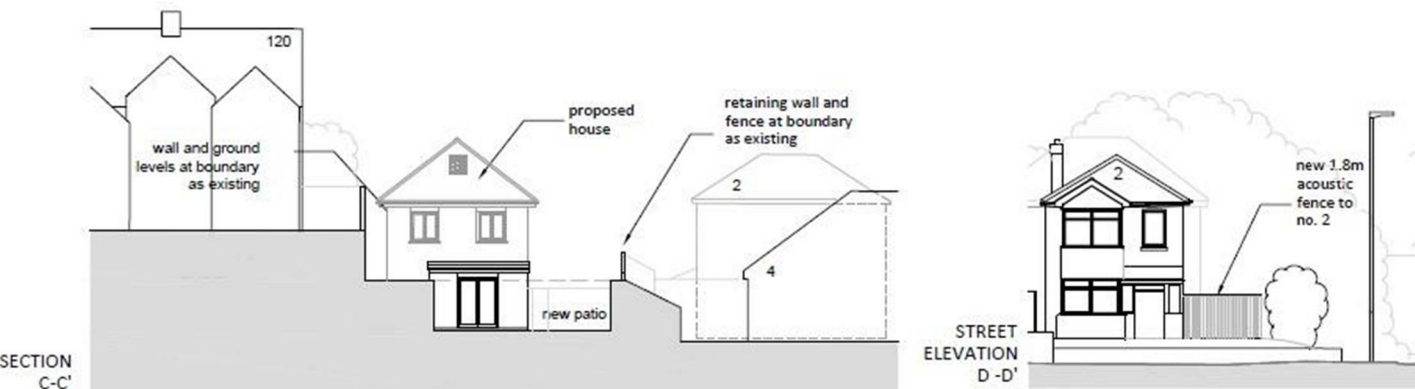 120
wall and ground
levels at boundary
as existing
proposed
house
retaining wall and
fence at boundary
as existing
2
4
new patio
SECTION
C-C'
2
new 1.8m
acoustic
fence to
no. 2
STREET
ELEVATION
D -D'